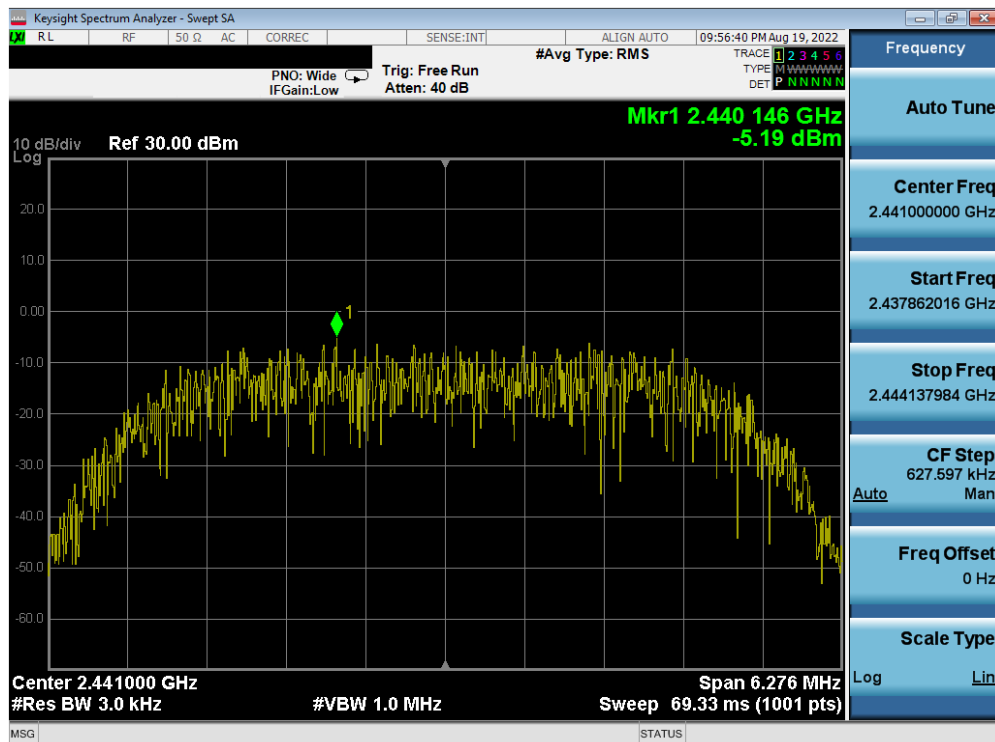 Keysight Spectrum Analyzer - Swept SA
LXI RL RF 50 Ω AC CORREC SENSE:INT ALIGN AUTO 09:56:40 PM Aug 19, 2022
#Avg Type: RMS
TRACE 1 2 3 4 5 6
TYPE M WWWWW
DET P N N N N N
PNO: Wide Trig: Free Run
IFGain:Low Atten: 40 dB
Mkr1 2.440 146 GHz
-5.19 dBm
10 dB/div Ref 30.00 dBm
Log
20.0
10.0
0.00
-10.0
-20.0
-30.0
-40.0
-50.0
-60.0
1
Center 2.441000 GHz Span 6.276 MHz
#Res BW 3.0 kHz #VBW 1.0 MHz Sweep 69.33 ms (1001 pts)
MSG STATUS
Frequency
Auto Tune
Center Freq
2.441000000 GHz
Start Freq
2.437862016 GHz
Stop Freq
2.444137984 GHz
CF Step
627.597 kHz
Auto Man
Freq Offset
0 Hz
Scale Type
Log Lin